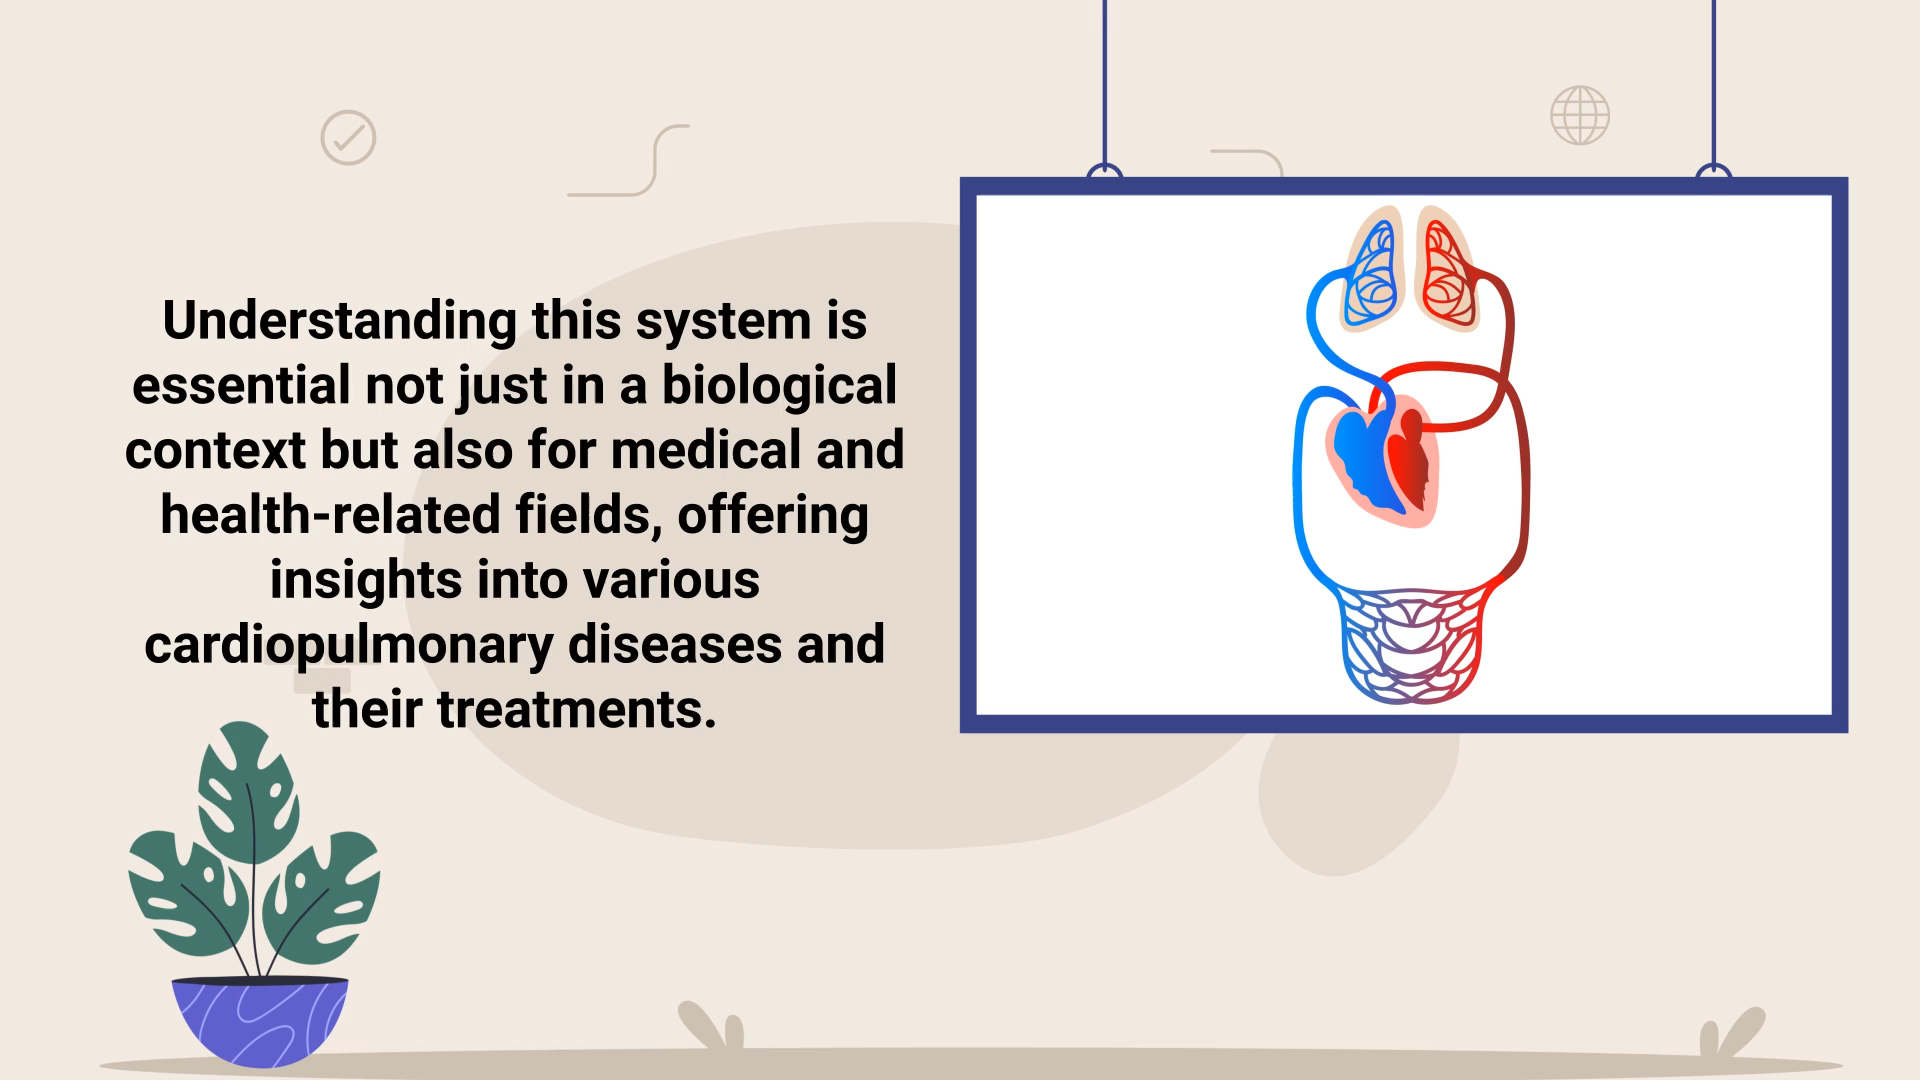 Understanding this system is
essential not just in a biological
context but also for medical and
health-related fields, offering
insights into various
cardiopulmonary diseases and
their treatments.